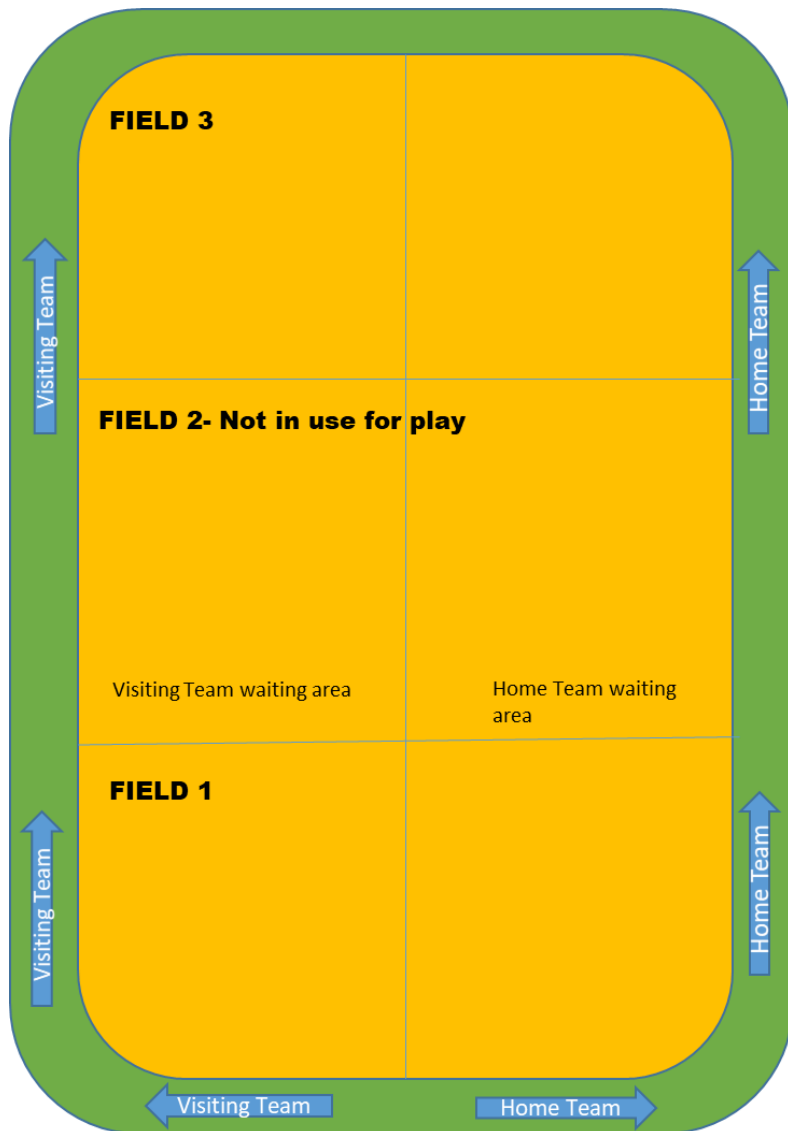 FIELD 3
Visiting Team
Home Team
FIELD 2- Not in use for play
Visiting Team waiting area
Home Team waiting
area
FIELD 1
Visiting Team
Home Team
Visiting Team
Home Team